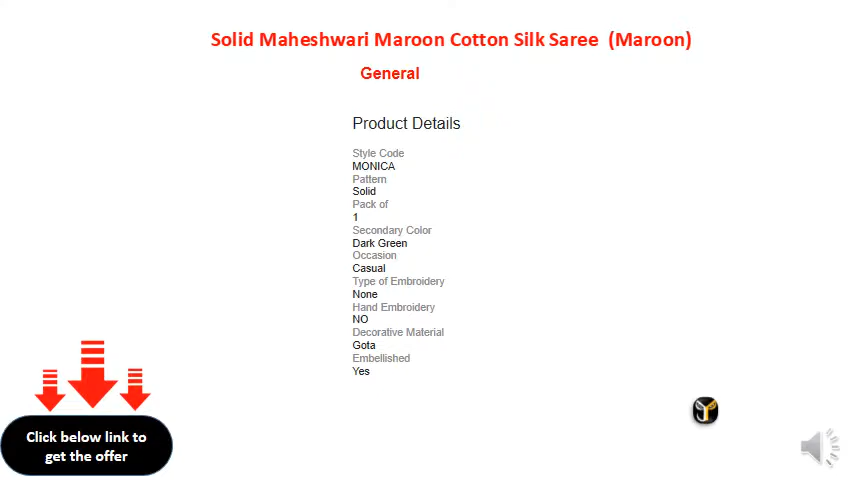 Solid Maheshwari Maroon Cotton Silk Saree (Maroon)
General
Product Details
Style Code
MONICA
Pattern
Solid
Pack of
1
Secondary Color
Dark Green
Occasion
Casual
Type of Embroidery
None
Hand Embroidery
NO
Decorative Material
Gota
Embellished
Yes
Click below link to
get the offer